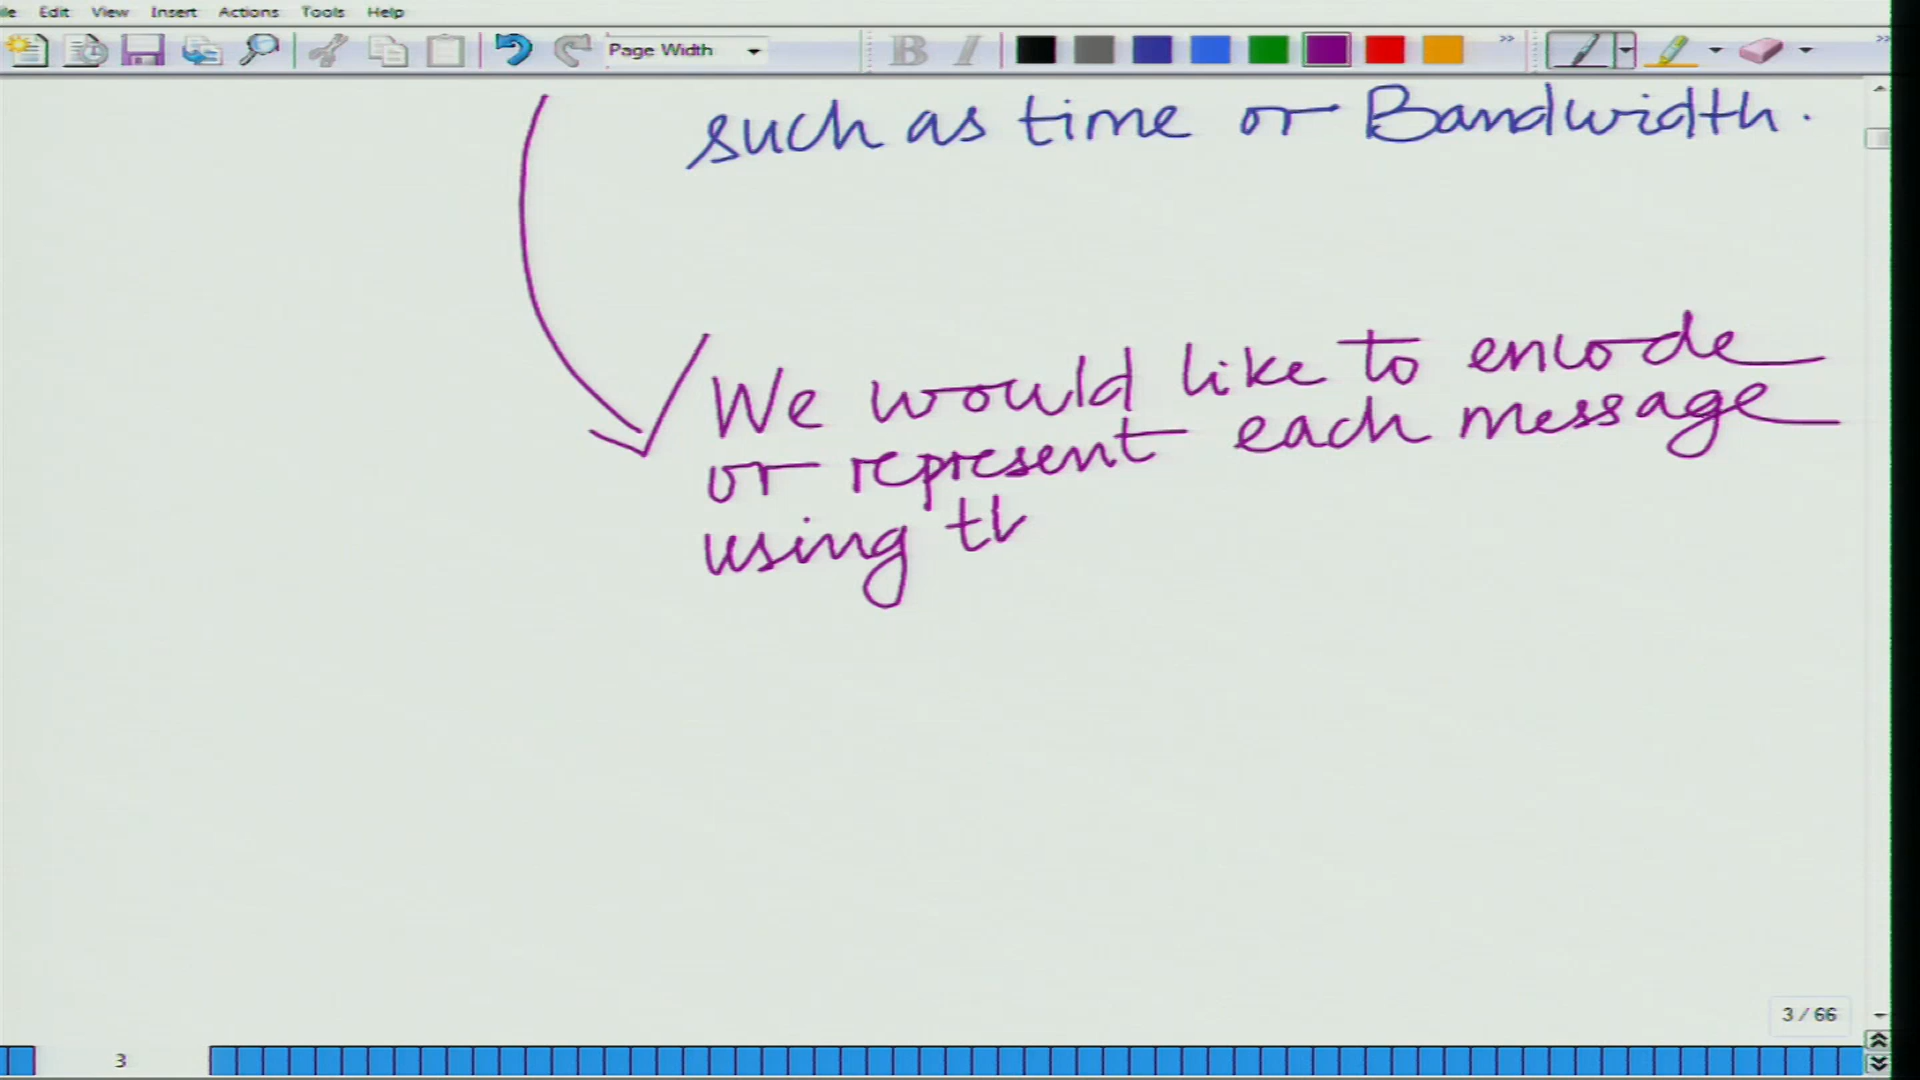 Edit View Insert Actions Tools Help
Page Width
B I
such as time or Bandwidth.
We would like to encode
or represent each message
using th
3 / 66
3